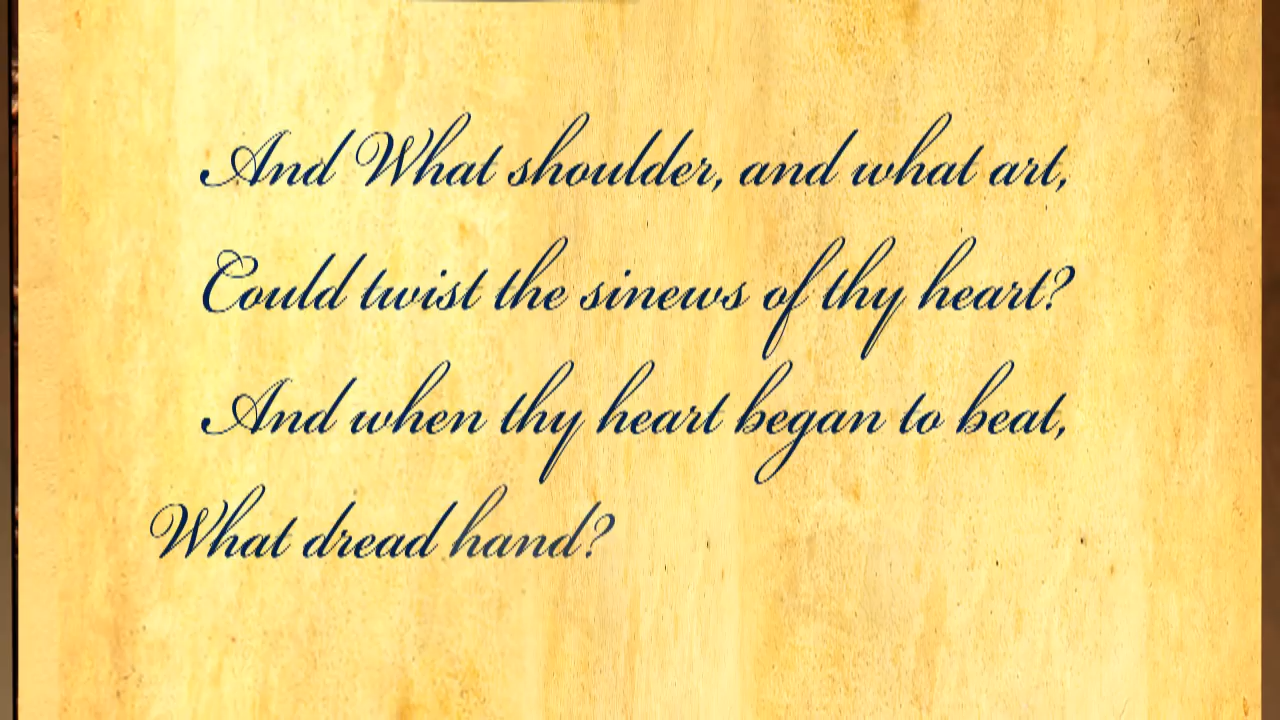 And What shoulder, and what art,
Could twist the sinews of thy heart?
And when thy heart began to beat,
What dread hand?